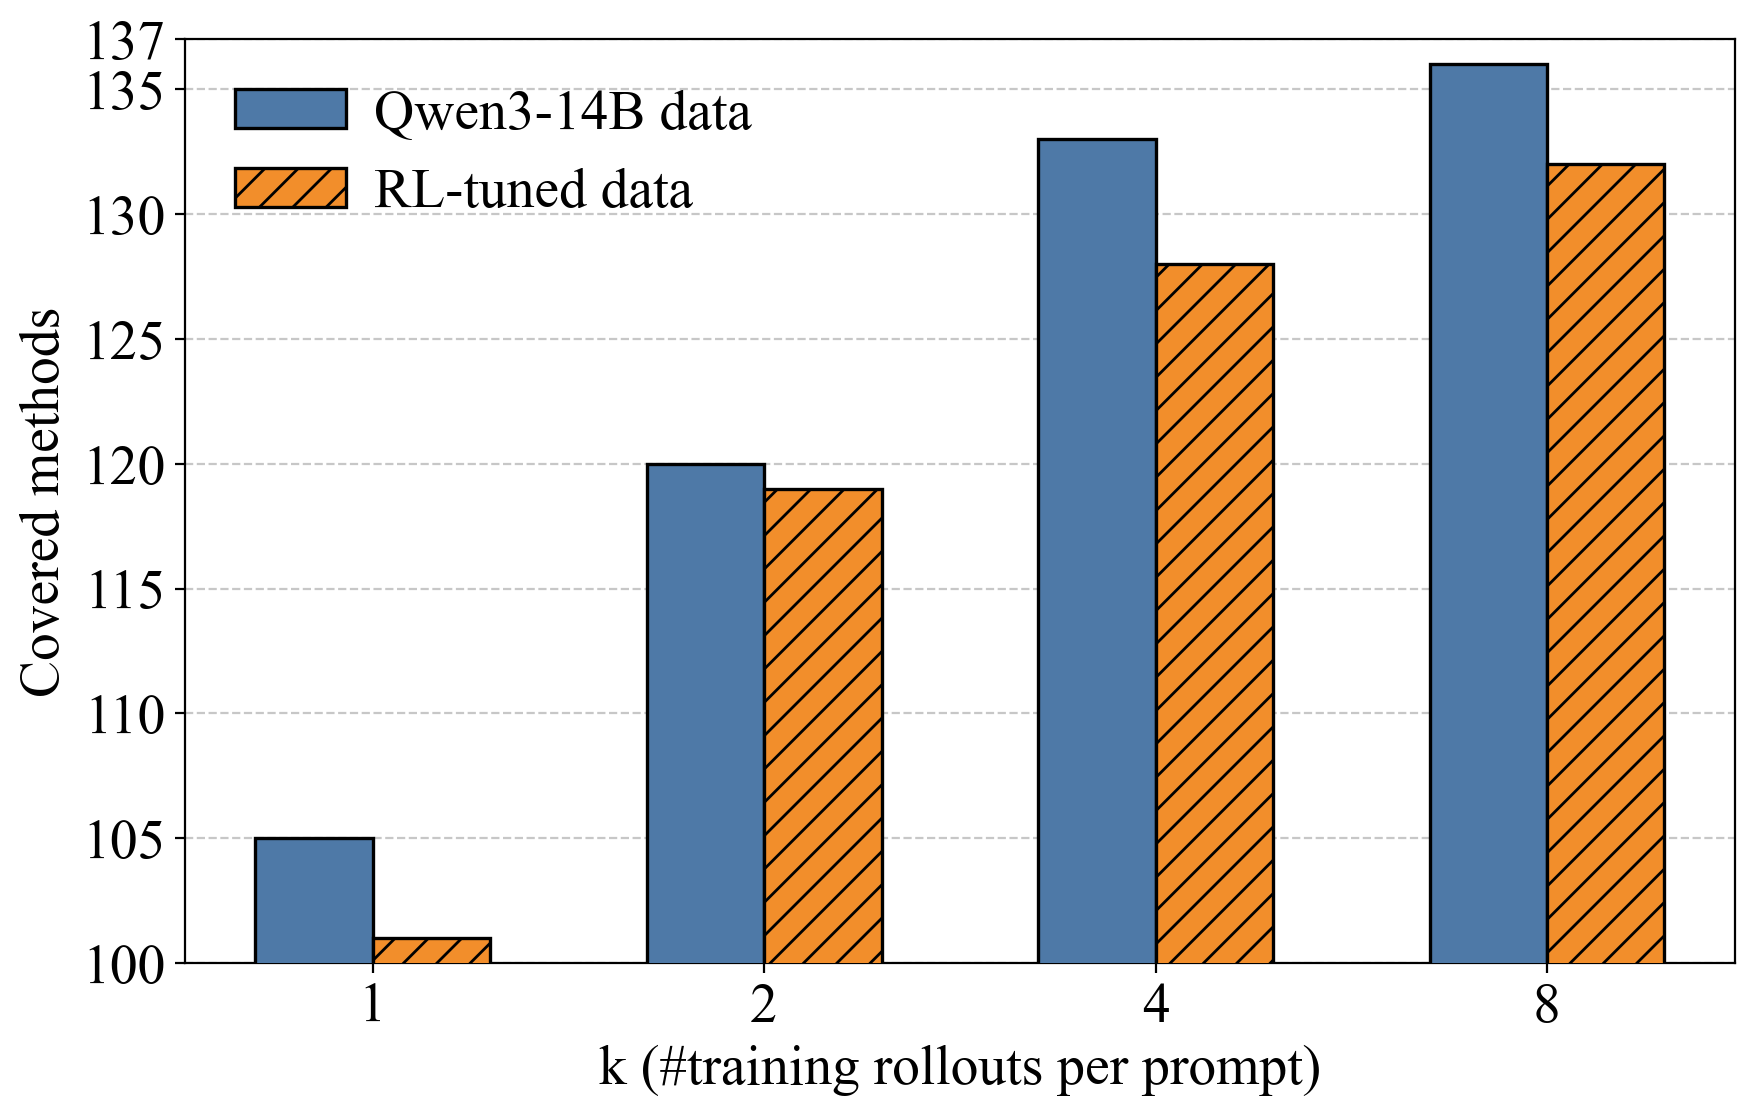 137
135
130
125
120
115
110
105
100
Covered methods
Qwen3-14B data
RL-tuned data
1 2 4 8
k (#training rollouts per prompt)